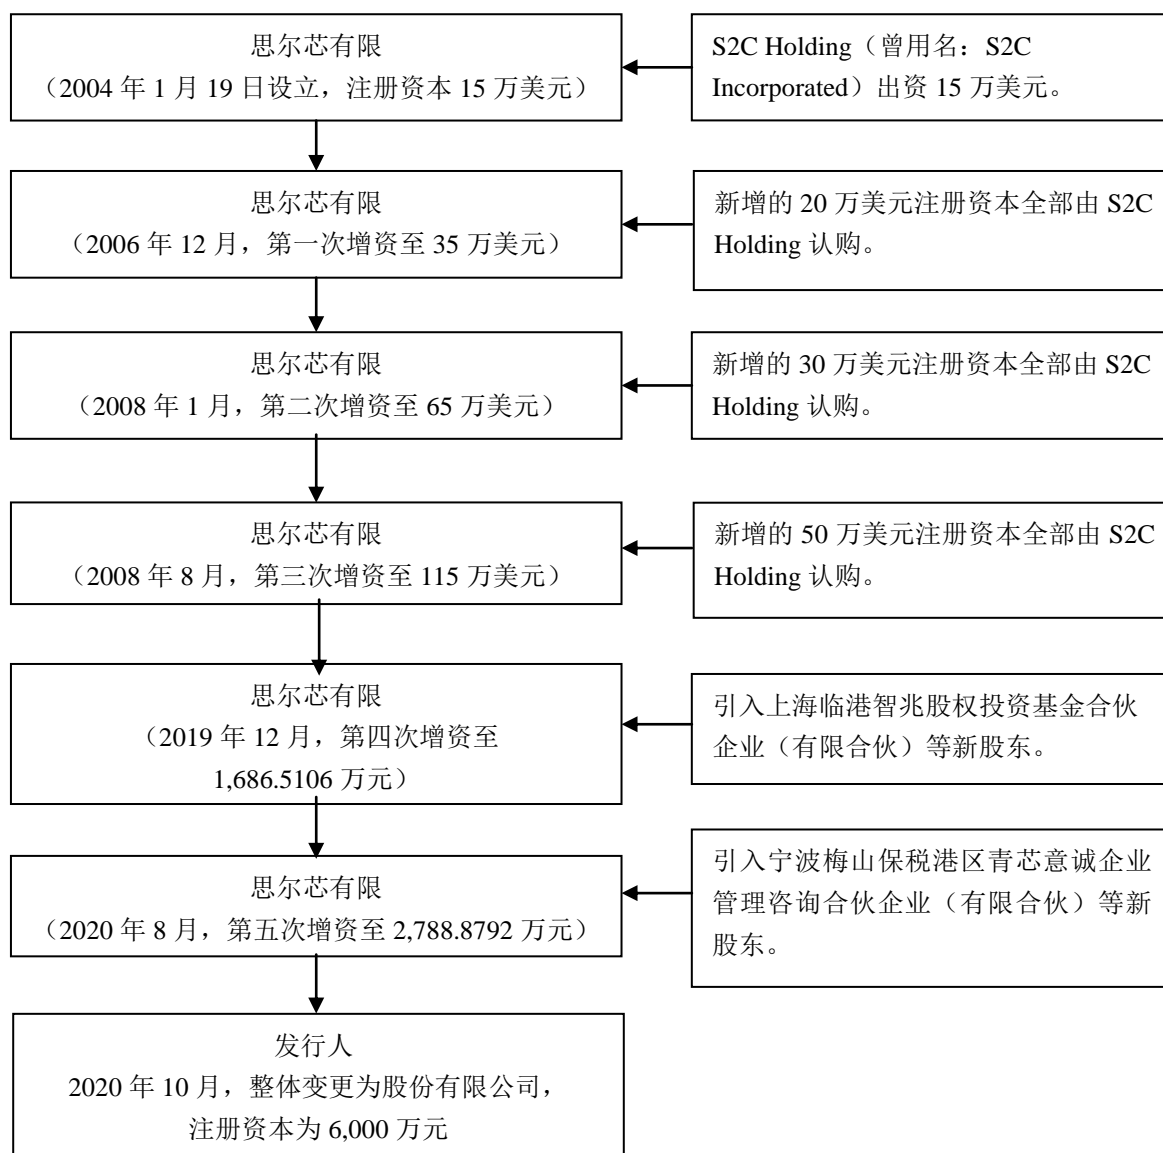 思尔芯有限
（2004 年 1 月 19 日设立，注册资本 15 万美元）
S2C Holding（曾用名：S2C
Incorporated）出资 15 万美元。
思尔芯有限
（2006 年 12 月，第一次增资至 35 万美元）
新增的 20 万美元注册资本全部由 S2C
Holding 认购。
思尔芯有限
（2008 年 1 月，第二次增资至 65 万美元）
新增的 30 万美元注册资本全部由 S2C
Holding 认购。
思尔芯有限
（2008 年 8 月，第三次增资至 115 万美元）
新增的 50 万美元注册资本全部由 S2C
Holding 认购。
思尔芯有限
（2019 年 12 月，第四次增资至
1,686.5106 万元）
引入上海临港智兆股权投资基金合伙
企业（有限合伙）等新股东。
思尔芯有限
（2020 年 8 月，第五次增资至 2,788.8792 万元）
引入宁波梅山保税港区青芯意诚企业
管理咨询合伙企业（有限合伙）等新
股东。
发行人
2020 年 10 月，整体变更为股份有限公司，
注册资本为 6,000 万元